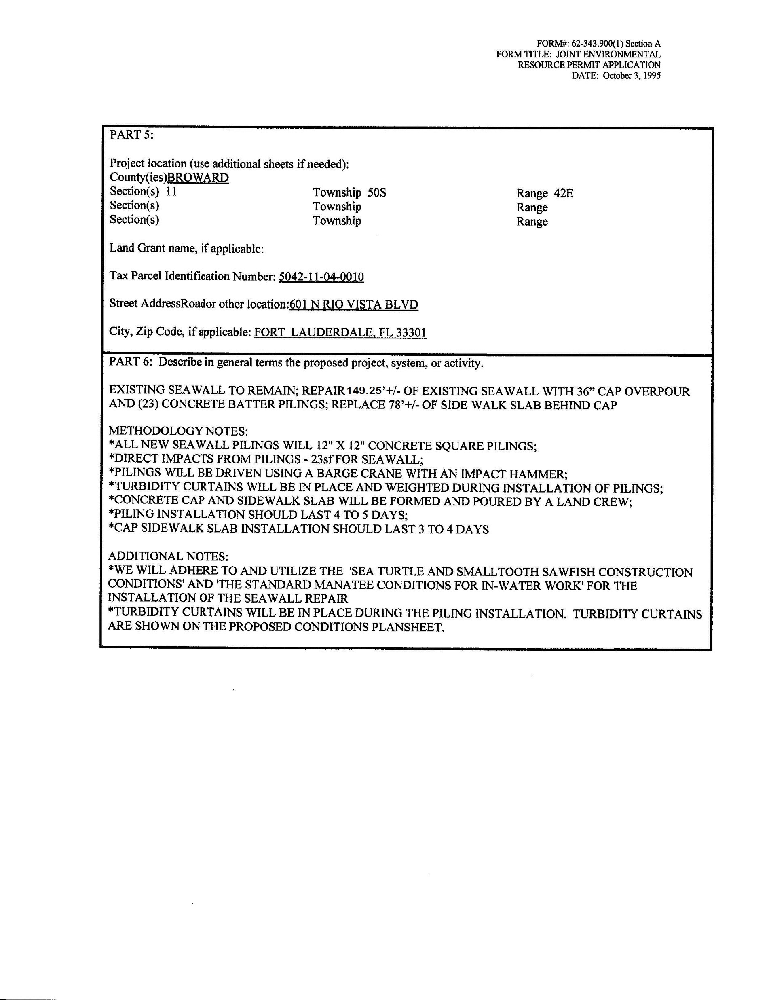 FORM#: 62-343.900(1) Section A
FORM TITLE: JOINT ENVIRONMENTAL
RESOURCE PERMIT APPLICATION
DATE: October 3, 1995
PART 5:
Project location (use additional sheets if needed):
County(ies)BROWARD
Section(s) 11 Township 50S Range 42E
Section(s) Township Range
Section(s) Township Range
Land Grant name, if applicable:
Tax Parcel Identification Number: 5042-11-04-0010
Street AddressRoador other location:601 N RIO VISTA BLVD
City, Zip Code, if applicable: FORT LAUDERDALE, FL 33301
PART 6: Describe in general terms the proposed project, system, or activity.
EXISTING SEAWALL TO REMAIN; REPAIR149.25'+/- OF EXISTING SEAWALL WITH 36” CAP OVERPOUR
AND (23) CONCRETE BATTER PILINGS; REPLACE 78’+/- OF SIDE WALK SLAB BEHIND CAP
METHODOLOGY NOTES:
*ALL NEW SEAWALL PILINGS WILL 12" X 12" CONCRETE SQUARE PILINGS;
*DIRECT IMPACTS FROM PILINGS - 23sf FOR SEAWALL;
*PILINGS WILL BE DRIVEN USING A BARGE CRANE WITH AN IMPACT HAMMER;
*TURBIDITY CURTAINS WILL BE IN PLACE AND WEIGHTED DURING INSTALLATION OF PILINGS;
*CONCRETE CAP AND SIDEWALK SLAB WILL BE FORMED AND POURED BY A LAND CREW;
*PILING INSTALLATION SHOULD LAST 4 TO 5 DAYS;
*CAP SIDEWALK SLAB INSTALLATION SHOULD LAST 3 TO 4 DAYS
ADDITIONAL NOTES:
*WE WILL ADHERE TO AND UTILIZE THE 'SEA TURTLE AND SMALLTOOTH SAWFISH CONSTRUCTION
CONDITIONS' AND 'THE STANDARD MANATEE CONDITIONS FOR IN-WATER WORK' FOR THE
INSTALLATION OF THE SEAWALL REPAIR
*TURBIDITY CURTAINS WILL BE IN PLACE DURING THE PILING INSTALLATION. TURBIDITY CURTAINS
ARE SHOWN ON THE PROPOSED CONDITIONS PLANSHEET.